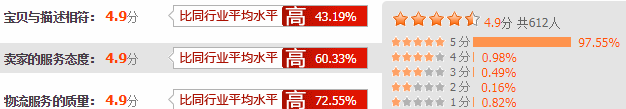 宝贝与描述相符： 4.9分 比同行业平均水平 高 43.19%
卖家的服务态度： 4.9分 比同行业平均水平 高 60.33%
物流服务的质量： 4.9分 比同行业平均水平 高 72.55%
4.9分 共612人
5 分 97.55%
4 分 0.98%
3 分 0.49%
2 分 0.16%
1 分 0.82%